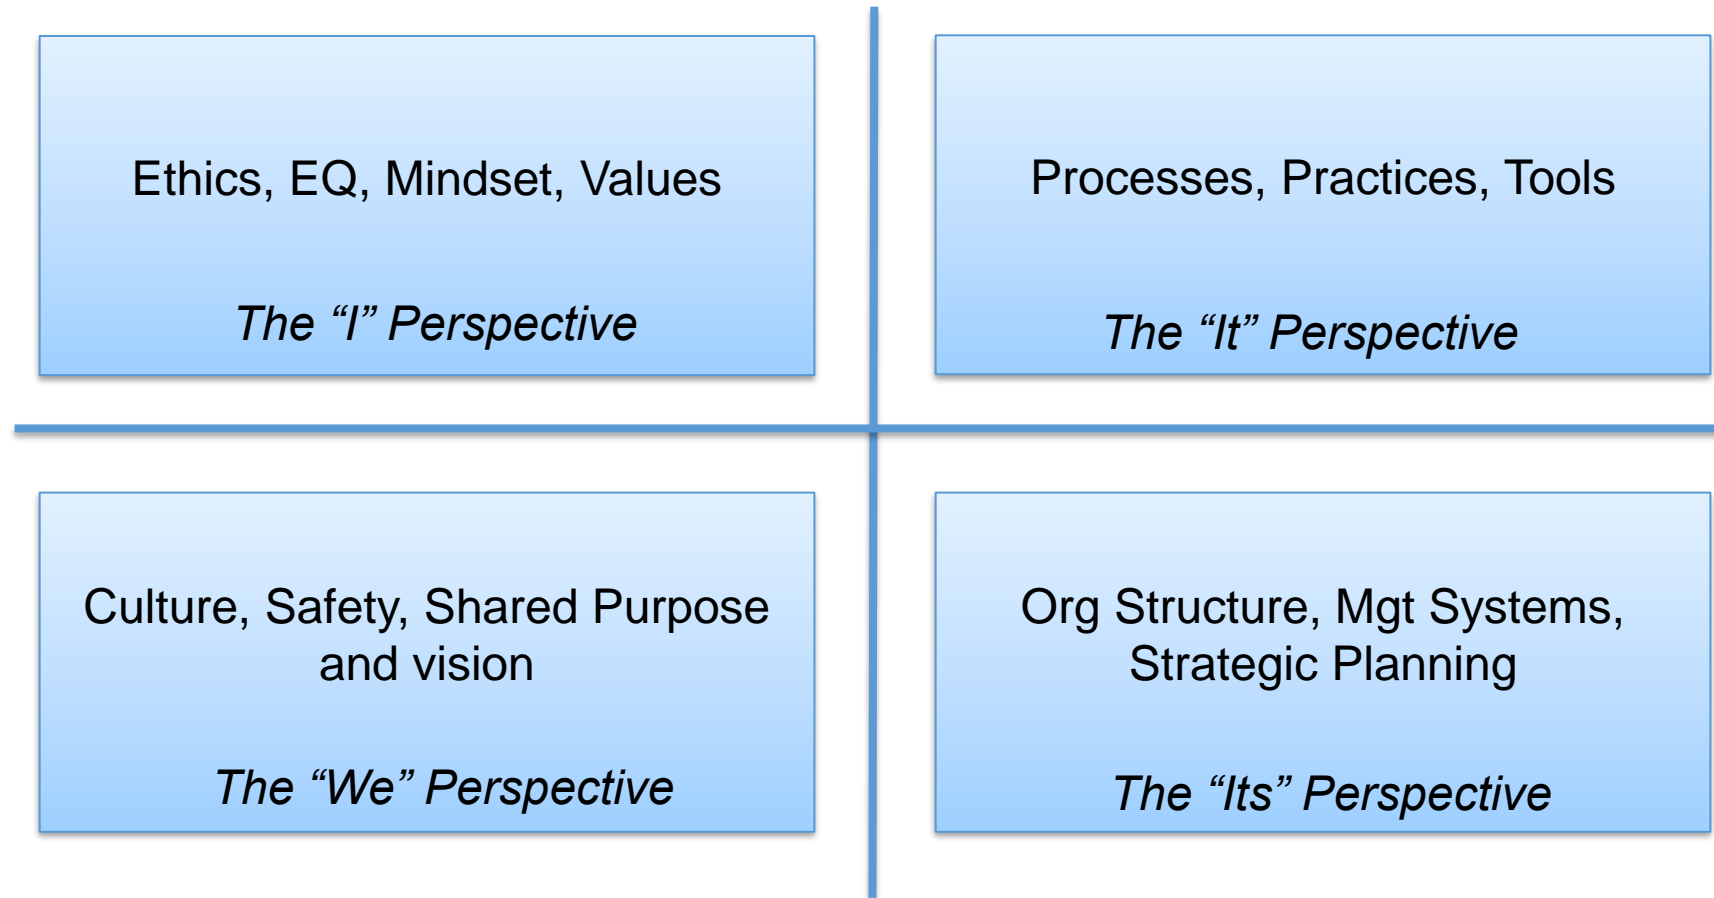 Ethics, EQ, Mindset, Values
The “I” Perspective
Processes, Practices, Tools
The “It” Perspective
Culture, Safety, Shared Purpose
and vision
The “We” Perspective
Org Structure, Mgt Systems,
Strategic Planning
The “Its” Perspective